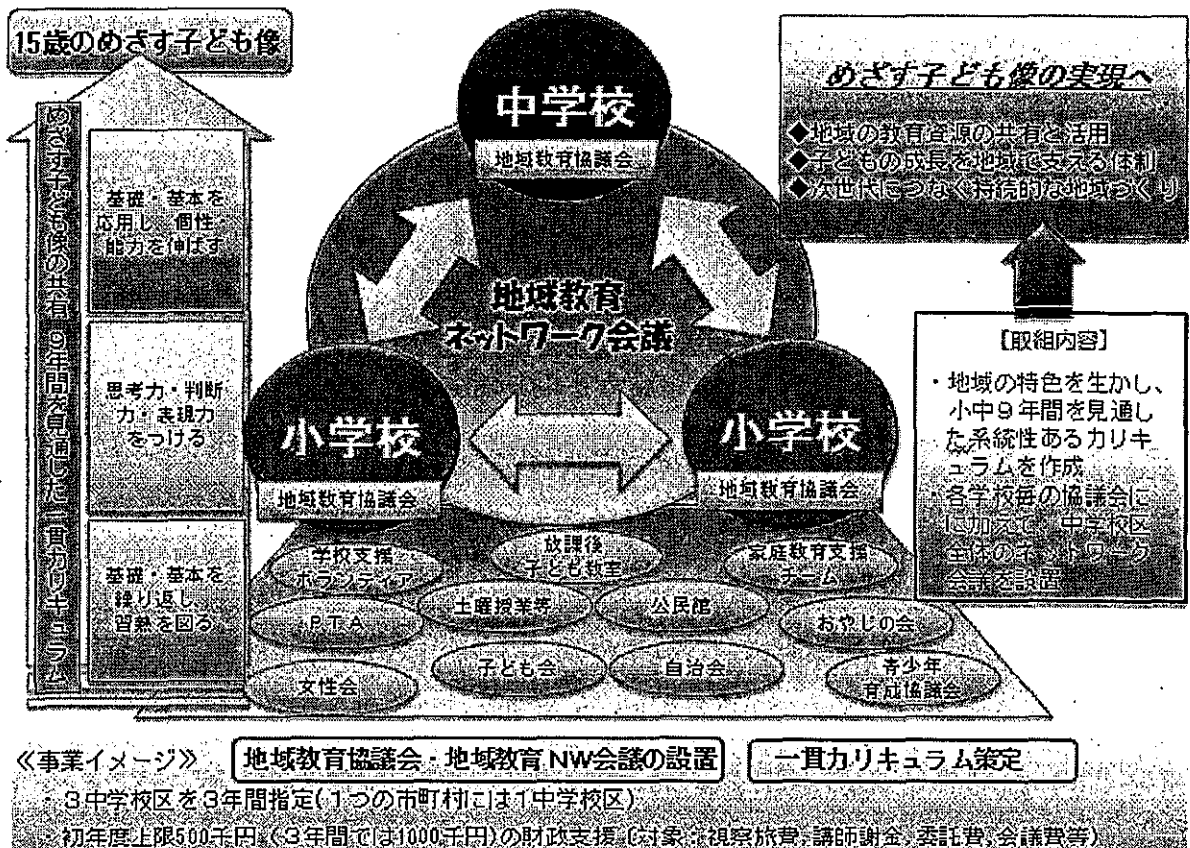 15歳のめざす子ども像
めざす子ども像の共有 9年間を見通した一貫カリキュラム
基礎・基本を
応用し、個性・
能力を伸ばす
思考力・判断
力・表現力
をつける
基礎・基本を
繰り返し、
習熟を図る
中学校
地域教育協議会
地域教育
ネットワーク会議
小学校
地域教育協議会
小学校
地域教育協議会
学校支援
ボランティア
放課後
子ども教室
家庭教育支援
チーム
PTA
土曜授業等
公民館
おやじの会
女性会
子ども会
自治会
青少年
育成協議会
めざす子ども像の実現へ
◆地域の教育資源の共有と活用
◆子どもの成長を地域で支える体制
◆次世代につなぐ持続的な地域づくり
[取組内容]
・地域の特色を生かし、
小中9年間を見通し
た系統性あるカリキ
ュラムを作成
・各学校毎の協議会に
に加えて、中学校区
全体のネットワーク
会議を設置
≪事業イメージ≫ 地域教育協議会・地域教育NW会議の設置 一貫カリキュラム策定
・3中学校区を3年間指定(1つの市町村には1中学校区)
・初年度上限500千円(3年間では1000千円)の財政支援(対象:視察旅費,講師謝金,委託費,会議費等)